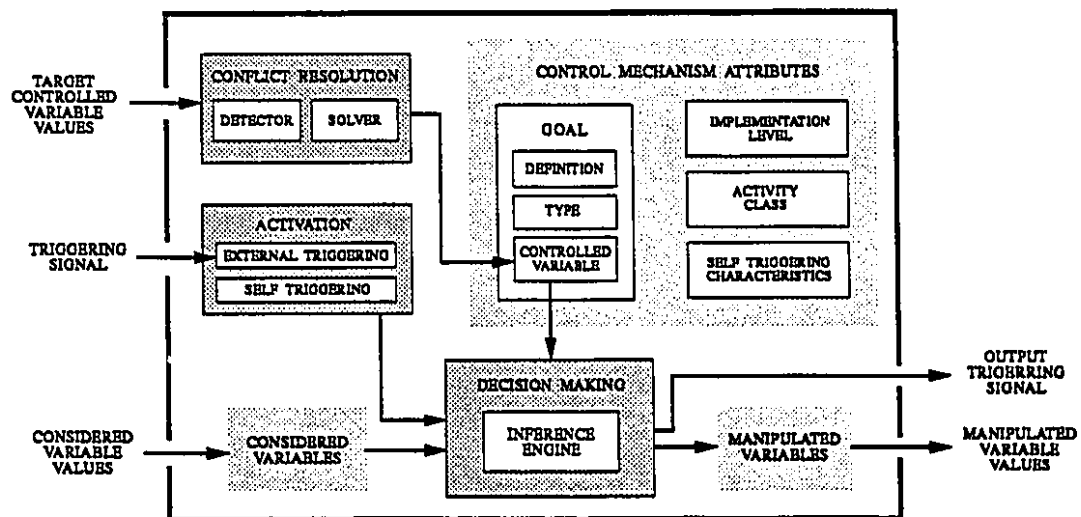 TARGET
CONTROLLED
VARIABLE
VALUES
CONFLICT RESOLUTION
DETECTOR
SOLVER
CONTROL MECHANISM ATTRIBUTES
GOAL
DEFINITION
TYPE
CONTROLLED
VARIABLE
IMPLEMENTATION
LEVEL
ACTIVITY
CLASS
SELF TRIGGERING
CHARACTERISTICS
TRIGGERING
SIGNAL
ACTIVATION
EXTERNAL TRIGGERING
SELF TRIGGERING
DECISION MAKING
INFERENCE
ENGINE
OUTPUT
TRIGERRING
SIGNAL
CONSIDERED
VARIABLE
VALUES
CONSIDERED
VARIABLES
MANIPULATED
VARIABLES
MANIPULATED
VARIABLE
VALUES